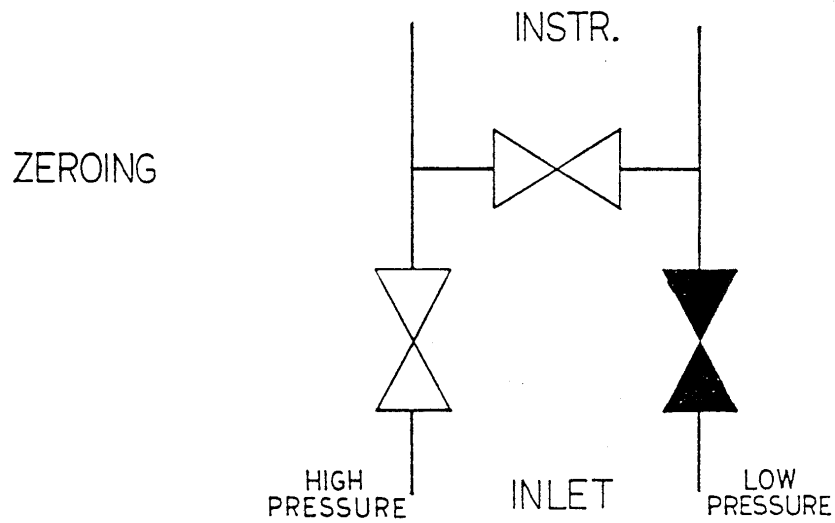 INSTR.
ZEROING
HIGH
PRESSURE
INLET
LOW
PRESSURE